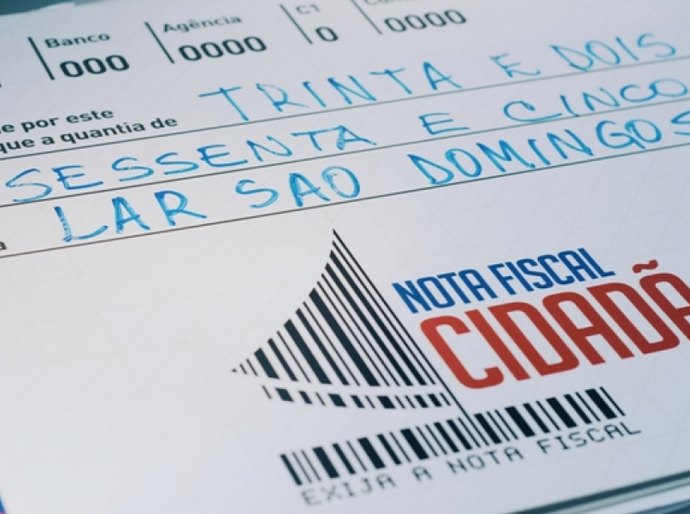 Banco
000
Agência
0000
C1
0
0000
e por este
que a quantia de
TRINTA E DOIS
SESSENTA E CINCO
LAR SAO DOMINGOS
NOTA FISCAL
CIDADÃ
EXIJA A NOTA FISCAL